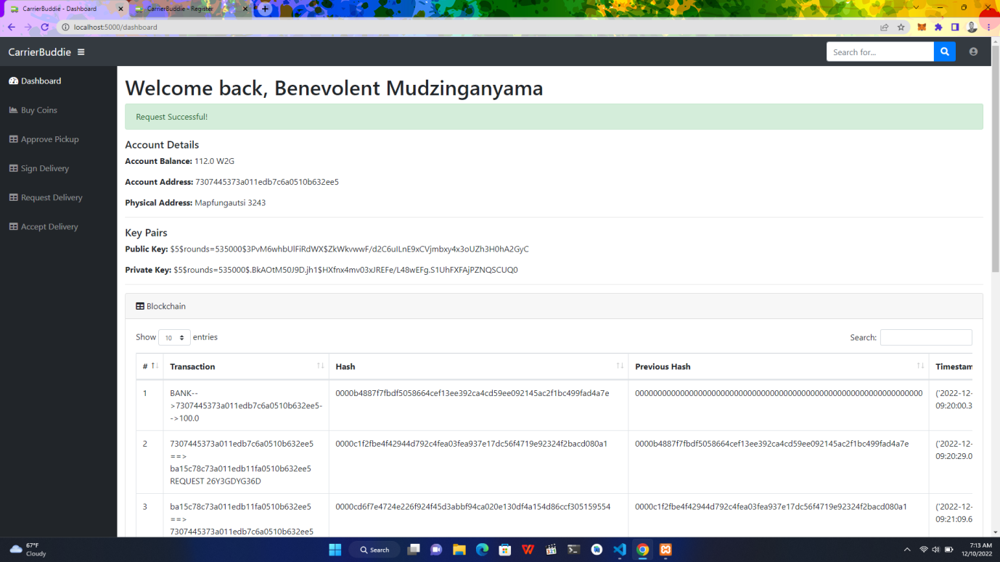 CarrierBuddie - Dashboard
CarrierBuddie - Register
localhost:5000/dashboard
CarrierBuddie
Search for...
Dashboard
Buy Coins
Approve Pickup
Sign Delivery
Request Delivery
Accept Delivery
Welcome back, Benevolent Mudzinganyama
Request Successful!
Account Details
Account Balance: 112.0 W2G
Account Address: 7307445373a011edb7c6a0510b632ee5
Physical Address: Mapfungautsi 3243
Key Pairs
Public Key: $5$rounds=535000$3PvM6whbUlFiRdWX$ZkWkvwwF/d2C6uILnE9xCVjmbxy4x3oUZh3H0hA2GyC
Private Key: $5$rounds=535000$.BkAOtM50J9D.jh1$HXfnx4mv03xJREFe/L48wEFg.S1UhFXFAjPZNQSCUQ0
Blockchain
Show 10 entries
Search:
# Transaction Hash Previous Hash Timestam
1 BANK-- 0000b4887f7fbdf5058664cef13ee392ca4cd59ee092145ac2f1bc499fad4a7e 0000000000000000000000000000000000000000000000000000000000000000 ('2022-12-
>7307445373a011edb7c6a0510b632ee5- 09:20:00.3
->100.0
2 7307445373a011edb7c6a0510b632ee5 0000c1f2fbe4f42944d792c4fea03fea937e17dc56f4719e92324f2bacd080a1 0000b4887f7fbdf5058664cef13ee392ca4cd59ee092145ac2f1bc499fad4a7e ('2022-12-
==> 09:20:29.0
ba15c78c73a011edb11fa0510b632ee5
REQUEST 26Y3GDYG36D
3 ba15c78c73a011edb11fa0510b632ee5 0000cd6f7e4724e226f924f45d3abbf94ca020e130df4a154d86ccf305159554 0000c1f2fbe4f42944d792c4fea03fea937e17dc56f4719e92324f2bacd080a1 ('2022-12-
==> 09:21:09.6
7307445373a011edb7c6a0510b632ee5
67°F
Cloudy
Search
7:13 AM
12/10/2022